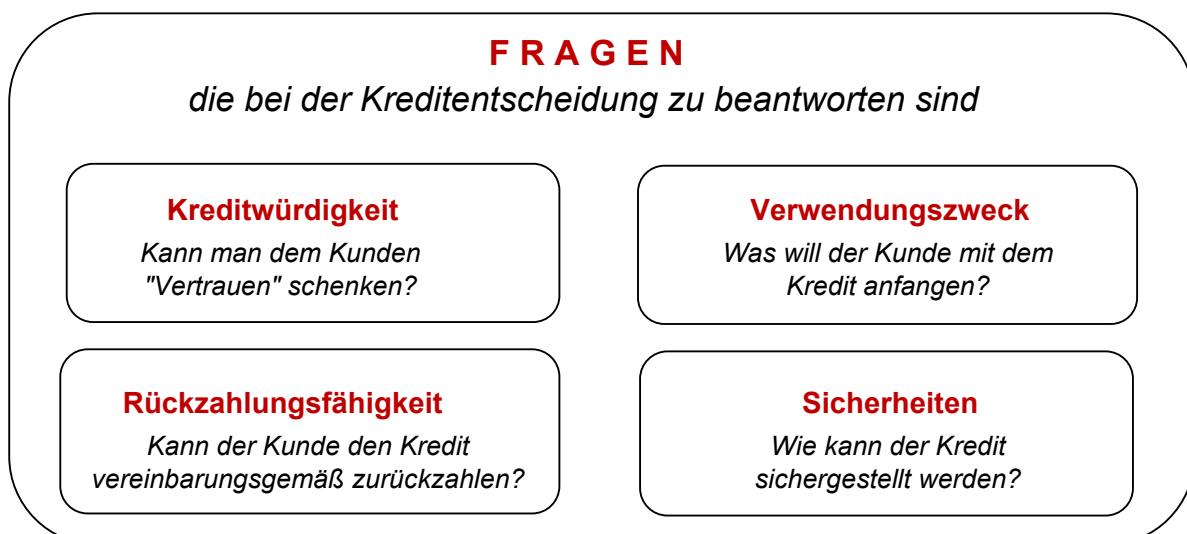 F R A G E N
die bei der Kreditentscheidung zu beantworten sind
Kreditwürdigkeit
Kann man dem Kunden
"Vertrauen" schenken?
Verwendungszweck
Was will der Kunde mit dem
Kredit anfangen?
Rückzahlungsfähigkeit
Kann der Kunde den Kredit
vereinbarungsgemäß zurückzahlen?
Sicherheiten
Wie kann der Kredit
sichergestellt werden?